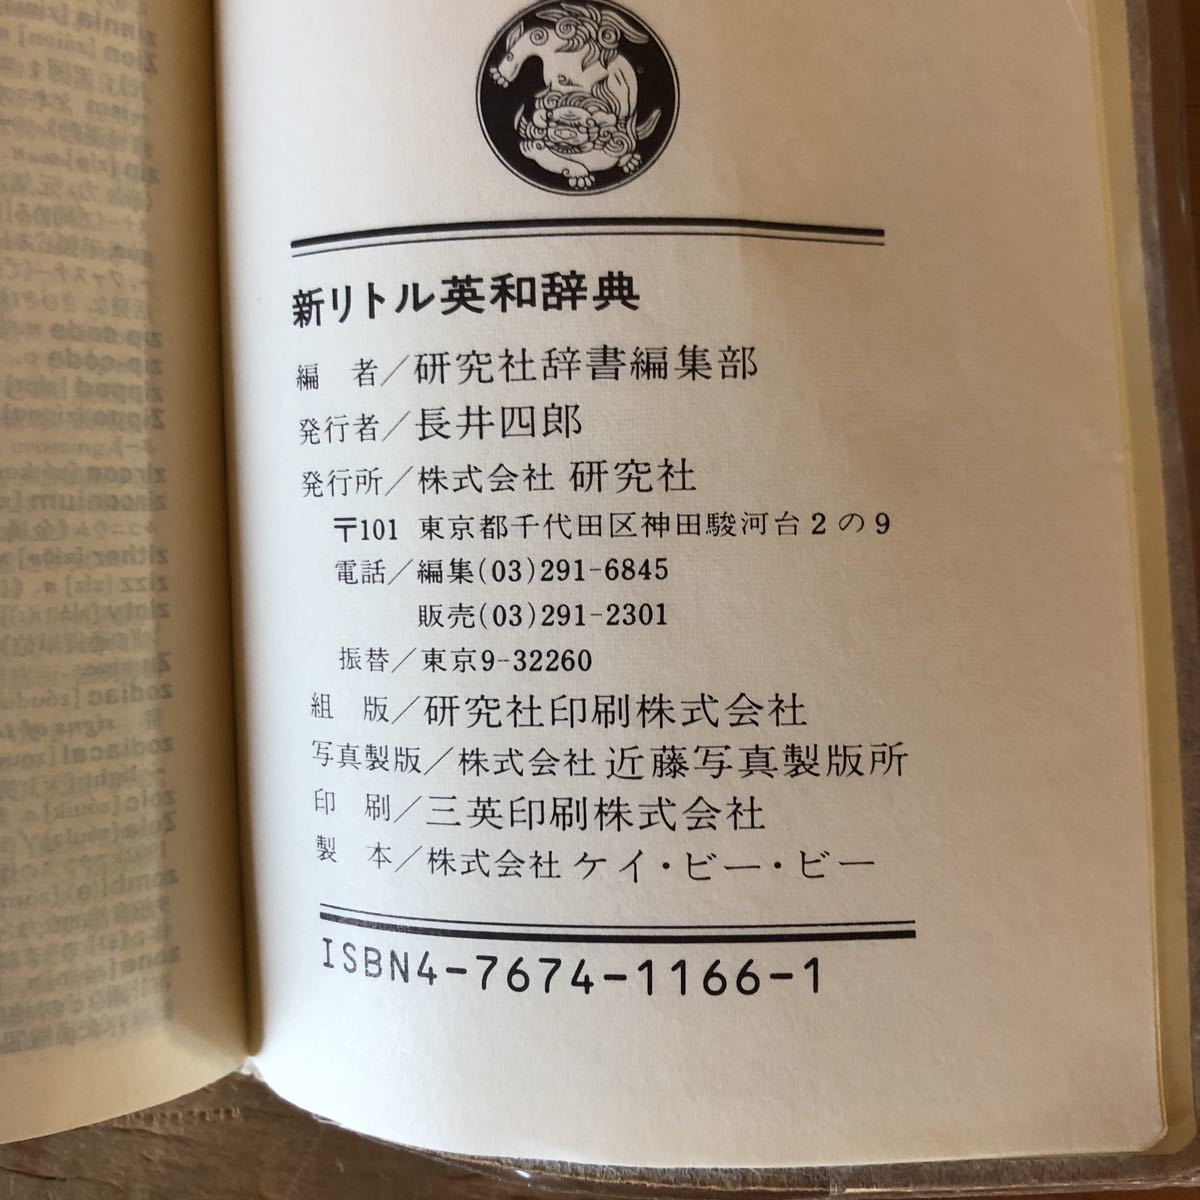 新リトル英和辞典
編 者/研究社辞書編集部
発行者/長井四郎
発行所/株式会社 研究社
〒101 東京都千代田区神田駿河台2の9
電話/編集(03)291-6845
販売(03)291-2301
振替/東京9-32260
組 版/研究社印刷株式会社
写真製版/株式会社 近藤写真製版所
印 刷/三英印刷株式会社
製 本/株式会社 ケイ・ビー・ビー
ISBN4-7674-1166-1